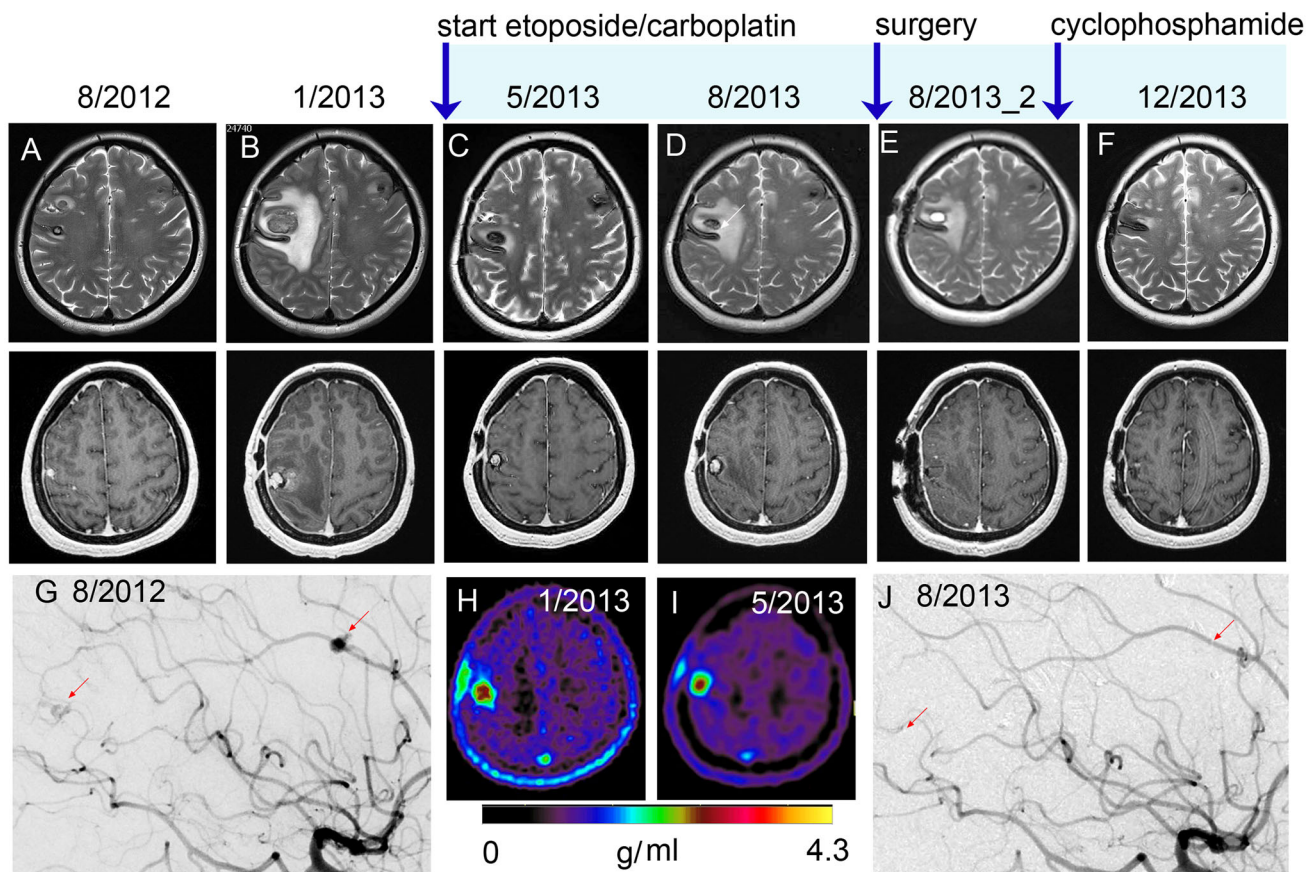 start etoposide/carboplatin surgery cyclophosphamide
8/2012 1/2013 5/2013 8/2013 8/2013_2 12/2013
24740
A B C D E F
G 8/2012 H 1/2013 I 5/2013 J 8/2013
0 g/ml 4.3